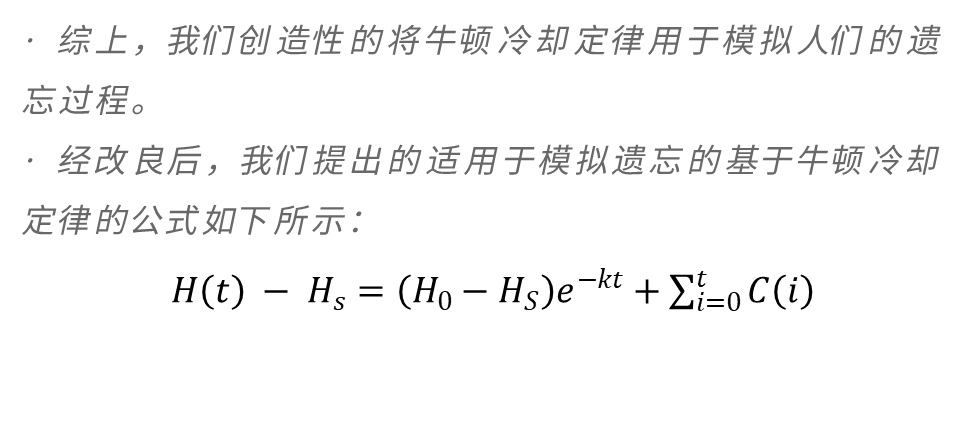 · 综上，我们创造性的将牛顿冷却定律用于模拟人们的遗
忘过程。
· 经改良后，我们提出的适用于模拟遗忘的基于牛顿冷却
定律的公式如下所示：
H(t) − H_s = (H_0 − H_S)e^{−kt} + ∑_{i=0}^{t} C(i)